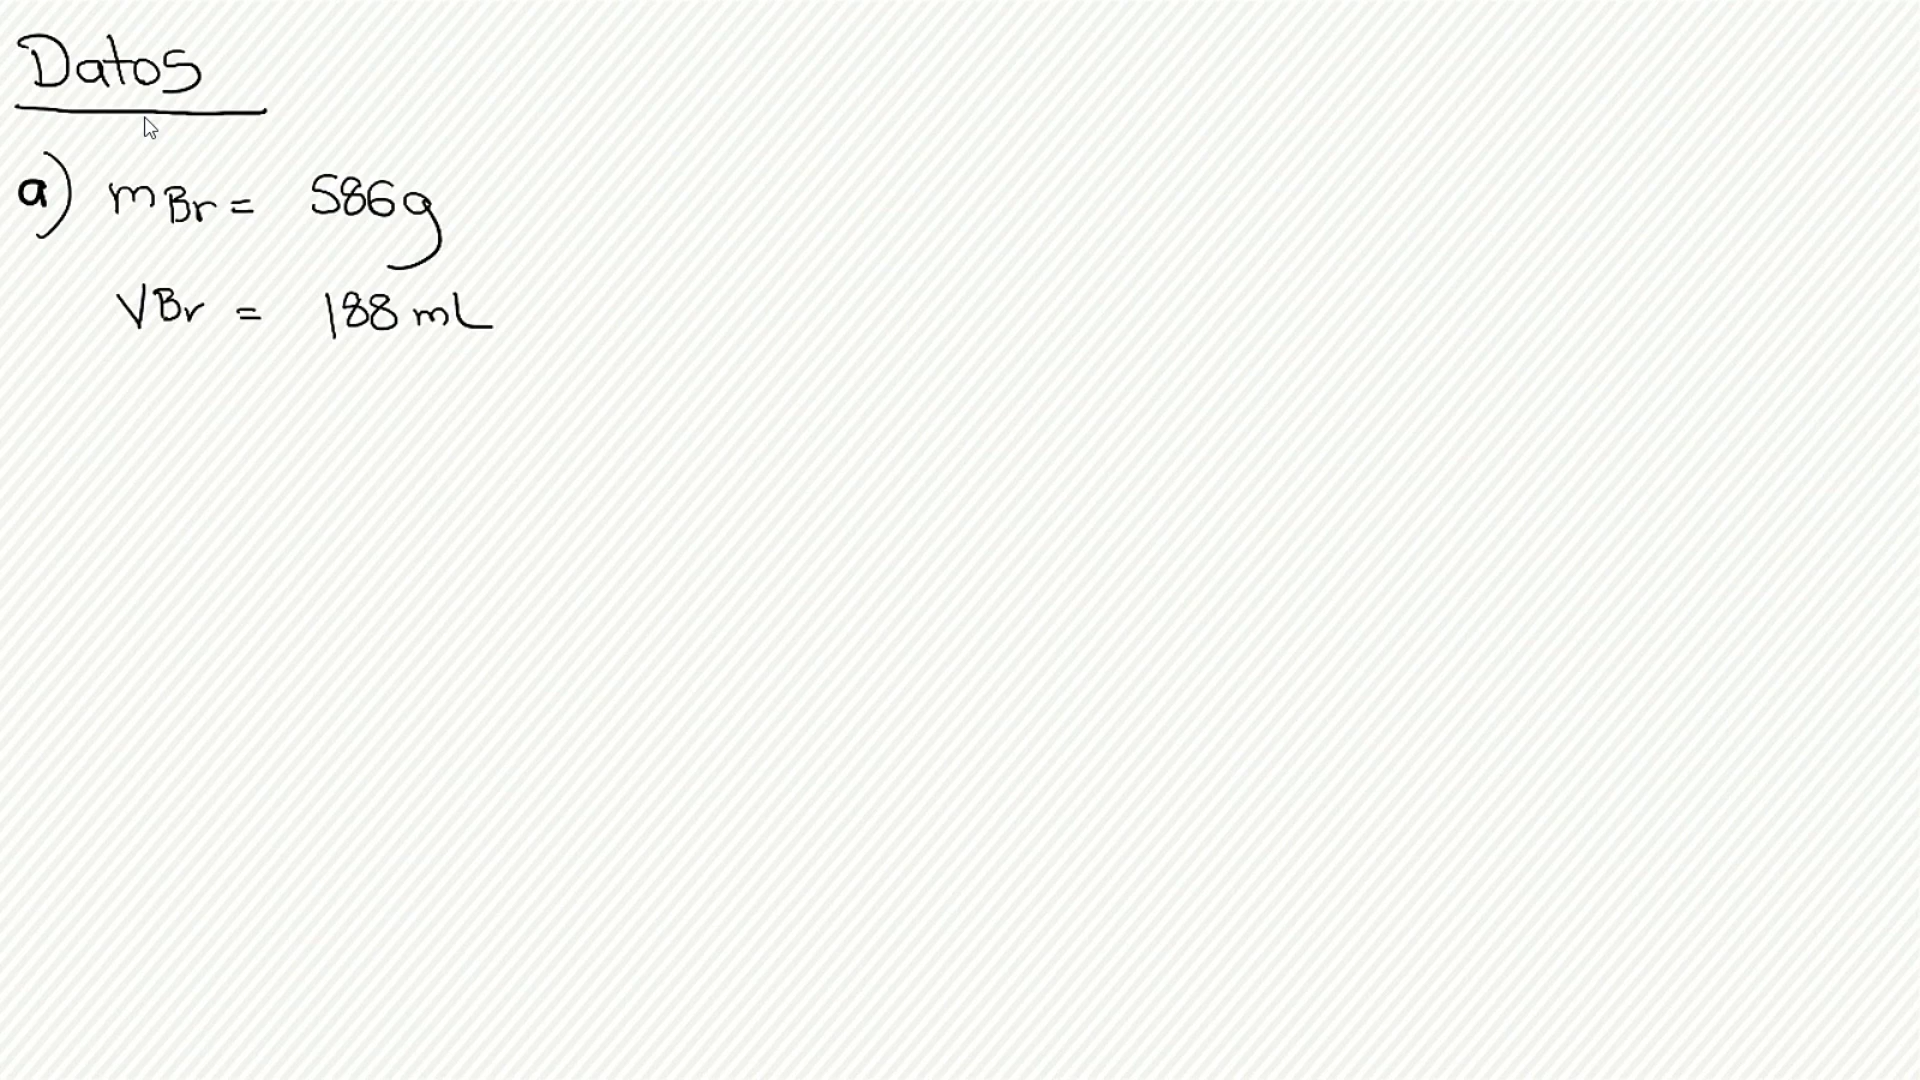 Datos
a) mBr = 586g
VBr = 188 mL